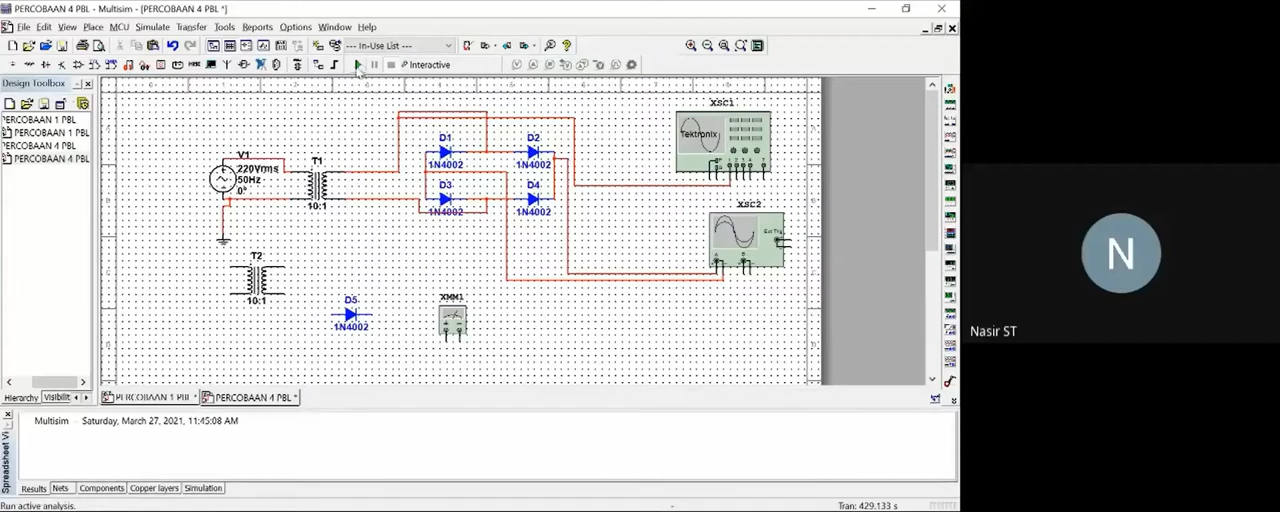 PERCOBAAN 4 PBL - Multisim - [PERCOBAAN 4 PBL *]
File Edit View Place MCU Simulate Transfer Tools Reports Options Window Help
--- In-Use List ---
Interactive
Design Toolbox
PERCOBAAN 1 PBL
PERCOBAAN 1 PBL
PERCOBAAN 4 PBL
PERCOBAAN 4 PBL
Hierarchy Visibilit
V1
220Vrms
50Hz
0°
T1
10:1
D1
1N4002
D2
1N4002
D3
1N4002
D4
1N4002
XSC1
Tektronix
XSC2
Ext Trig
A B
T2
10:1
D5
1N4002
XMM1
N
Nasir ST
PERCOBAAN 1 PBL * PERCOBAAN 4 PBL *
Spreadsheet Vi
Multisim - Saturday, March 27, 2021, 11:45:08 AM
Results Nets Components Copper layers Simulation
Run active analysis.
Tran: 429.133 s